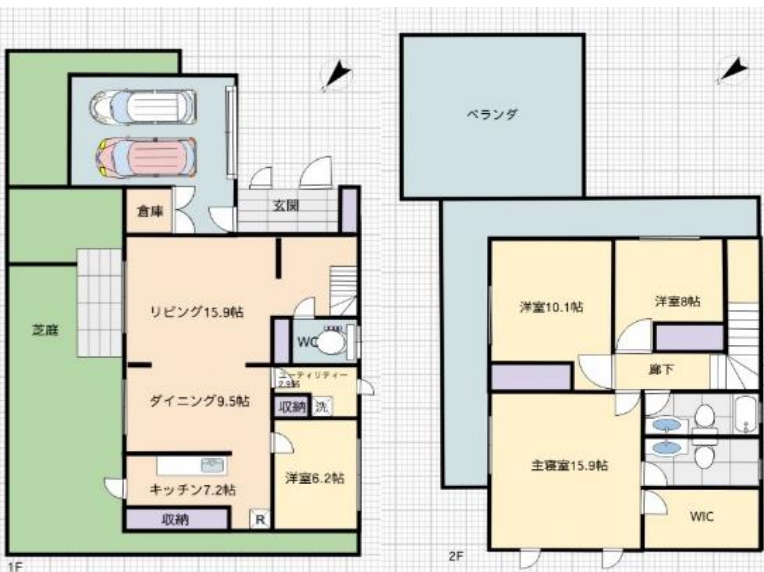 倉庫
玄関
リビング15.9帖
WC
芝庭
ユーティリティー
2.9帖
ダイニング9.5帖
収納
洗
洋室6.2帖
キッチン7.2帖
収納
R
1F
ベランダ
洋室10.1帖
洋室8帖
廊下
主寝室15.9帖
WIC
2F